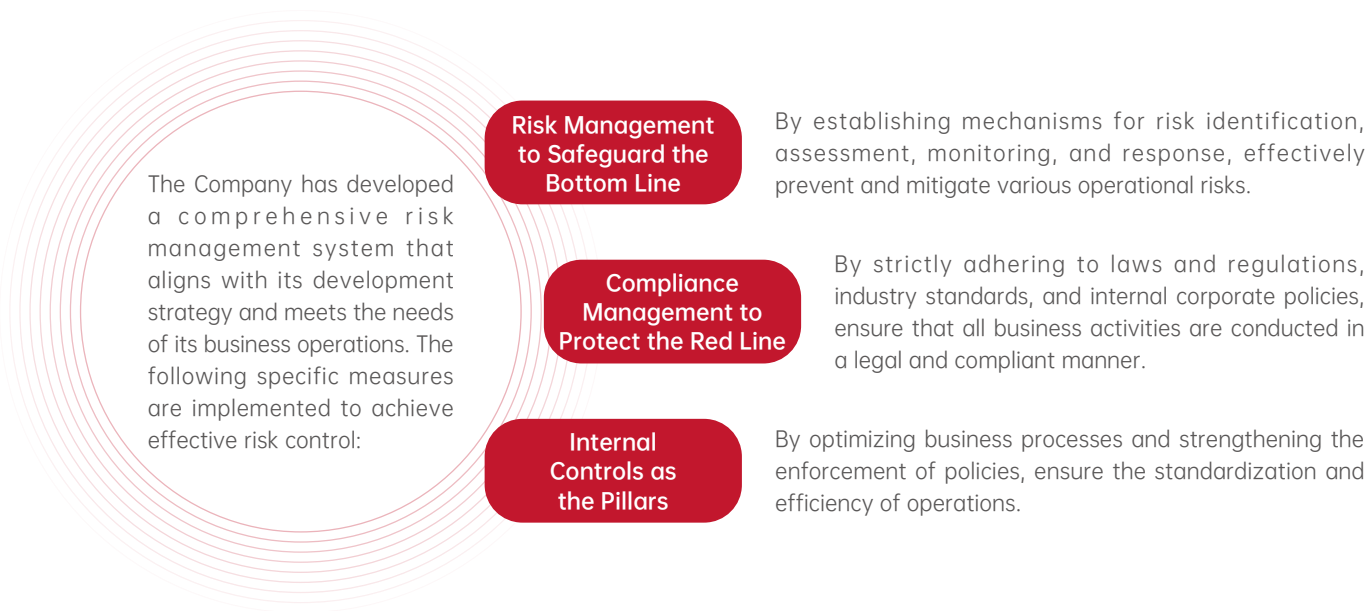 The Company has developed
a comprehensive risk
management system that
aligns with its development
strategy and meets the needs
of its business operations. The
following specific measures
are implemented to achieve
effective risk control:
Risk Management
to Safeguard the
Bottom Line
By establishing mechanisms for risk identification,
assessment, monitoring, and response, effectively
prevent and mitigate various operational risks.
Compliance
Management to
Protect the Red Line
By strictly adhering to laws and regulations,
industry standards, and internal corporate policies,
ensure that all business activities are conducted in
a legal and compliant manner.
Internal
Controls as
the Pillars
By optimizing business processes and strengthening the
enforcement of policies, ensure the standardization and
efficiency of operations.